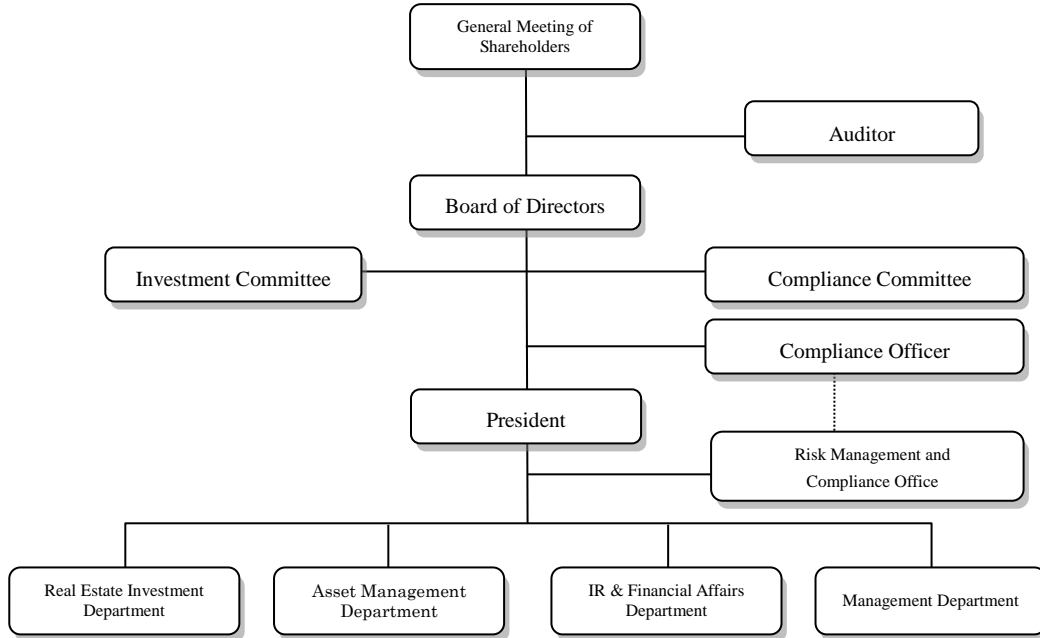 General Meeting of
Shareholders
Auditor
Board of Directors
Investment Committee
Compliance Committee
Compliance Officer
President
Risk Management and
Compliance Office
Real Estate Investment
Department
Asset Management
Department
IR & Financial Affairs
Department
Management Department